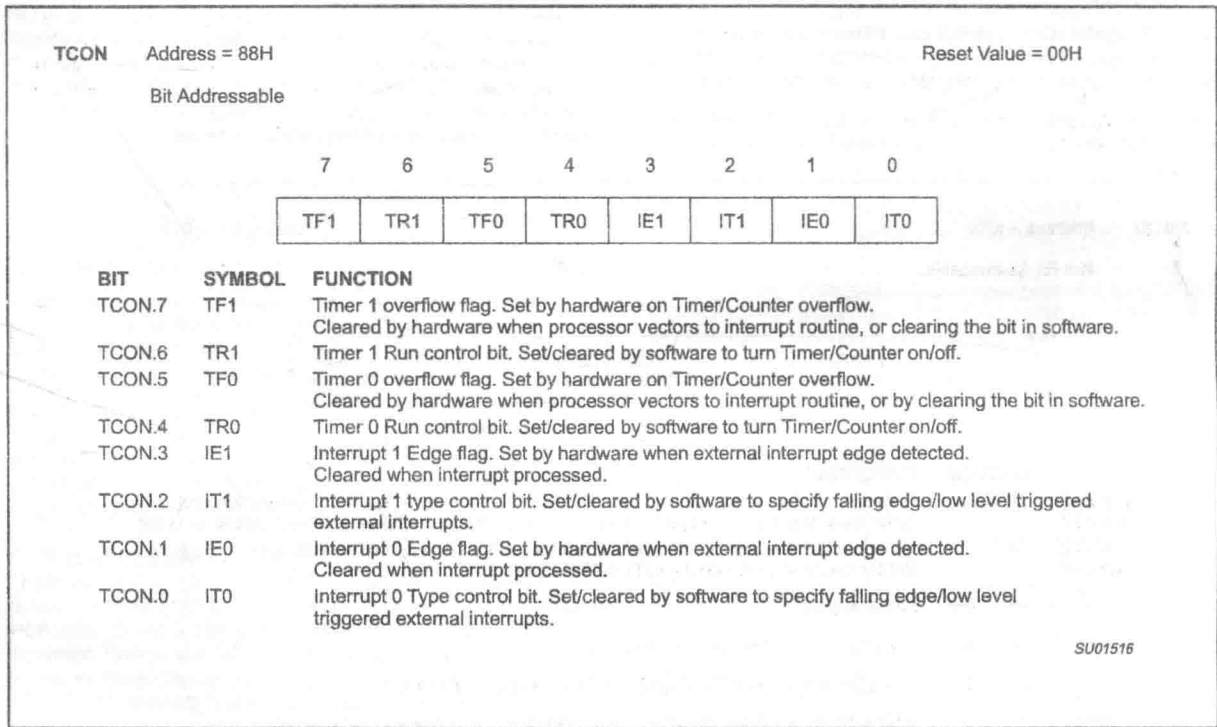 TCON Address = 88H Reset Value = 00H
Bit Addressable
7 6 5 4 3 2 1 0
TF1 TR1 TF0 TR0 IE1 IT1 IE0 IT0
BIT SYMBOL FUNCTION
TCON.7 TF1 Timer 1 overflow flag. Set by hardware on Timer/Counter overflow.
Cleared by hardware when processor vectors to interrupt routine, or clearing the bit in software.
TCON.6 TR1 Timer 1 Run control bit. Set/cleared by software to turn Timer/Counter on/off.
TCON.5 TF0 Timer 0 overflow flag. Set by hardware on Timer/Counter overflow.
Cleared by hardware when processor vectors to interrupt routine, or by clearing the bit in software.
TCON.4 TR0 Timer 0 Run control bit. Set/cleared by software to turn Timer/Counter on/off.
TCON.3 IE1 Interrupt 1 Edge flag. Set by hardware when external interrupt edge detected.
Cleared when interrupt processed.
TCON.2 IT1 Interrupt 1 type control bit. Set/cleared by software to specify falling edge/low level triggered
external interrupts.
TCON.1 IE0 Interrupt 0 Edge flag. Set by hardware when external interrupt edge detected.
Cleared when interrupt processed.
TCON.0 IT0 Interrupt 0 Type control bit. Set/cleared by software to specify falling edge/low level
triggered external interrupts.
SU01516